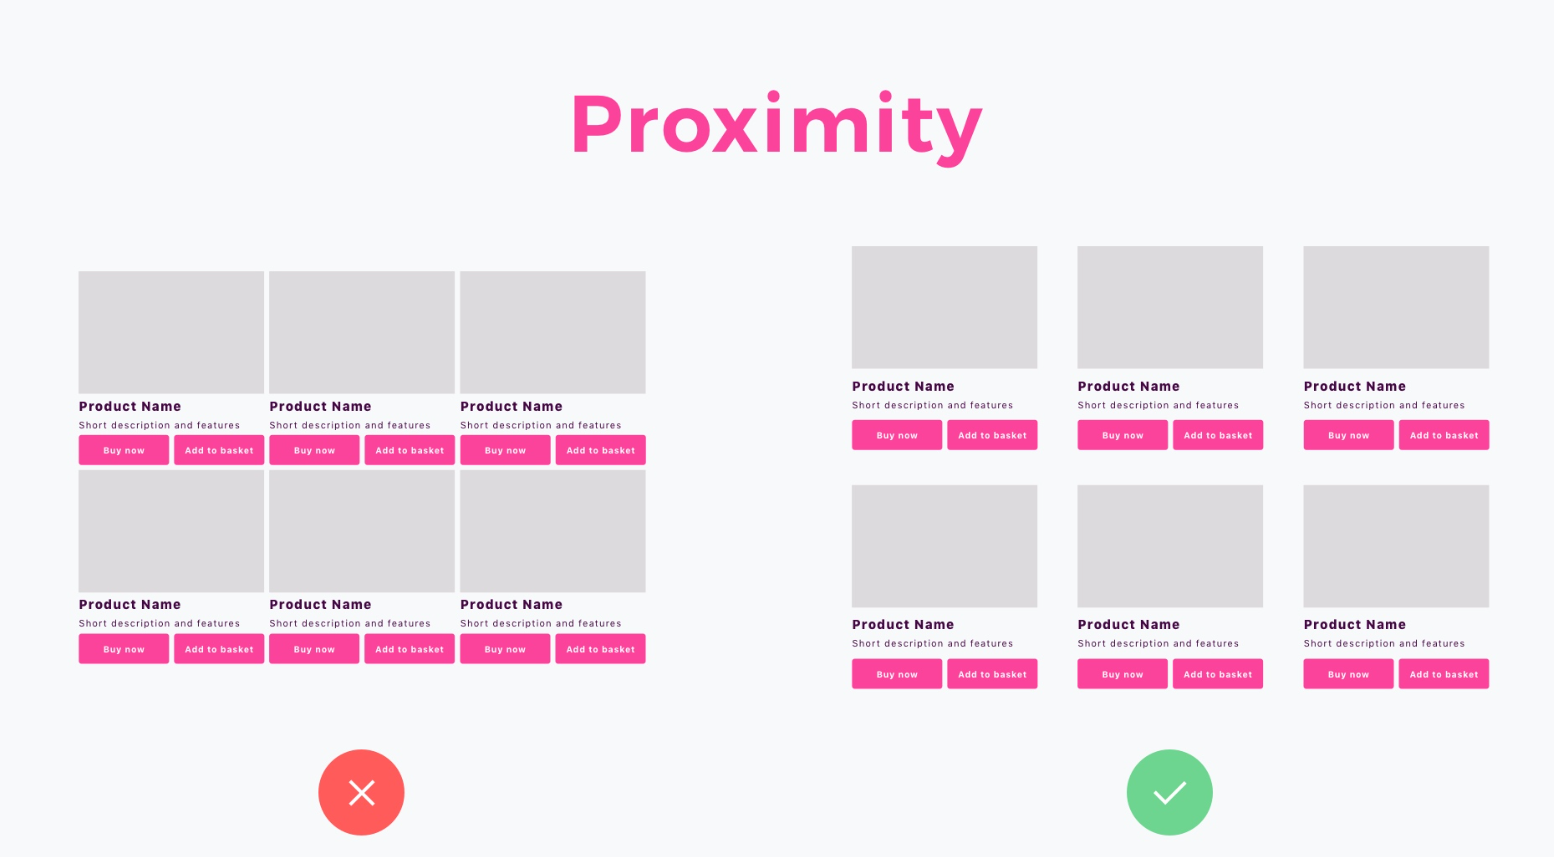 Proximity
Product Name Product Name Product Name
Short description and features Short description and features Short description and features
Buy now Add to basket Buy now Add to basket Buy now Add to basket
Product Name Product Name Product Name
Short description and features Short description and features Short description and features
Buy now Add to basket Buy now Add to basket Buy now Add to basket
Product Name Product Name Product Name
Short description and features Short description and features Short description and features
Buy now Add to basket Buy now Add to basket Buy now Add to basket
Product Name Product Name Product Name
Short description and features Short description and features Short description and features
Buy now Add to basket Buy now Add to basket Buy now Add to basket